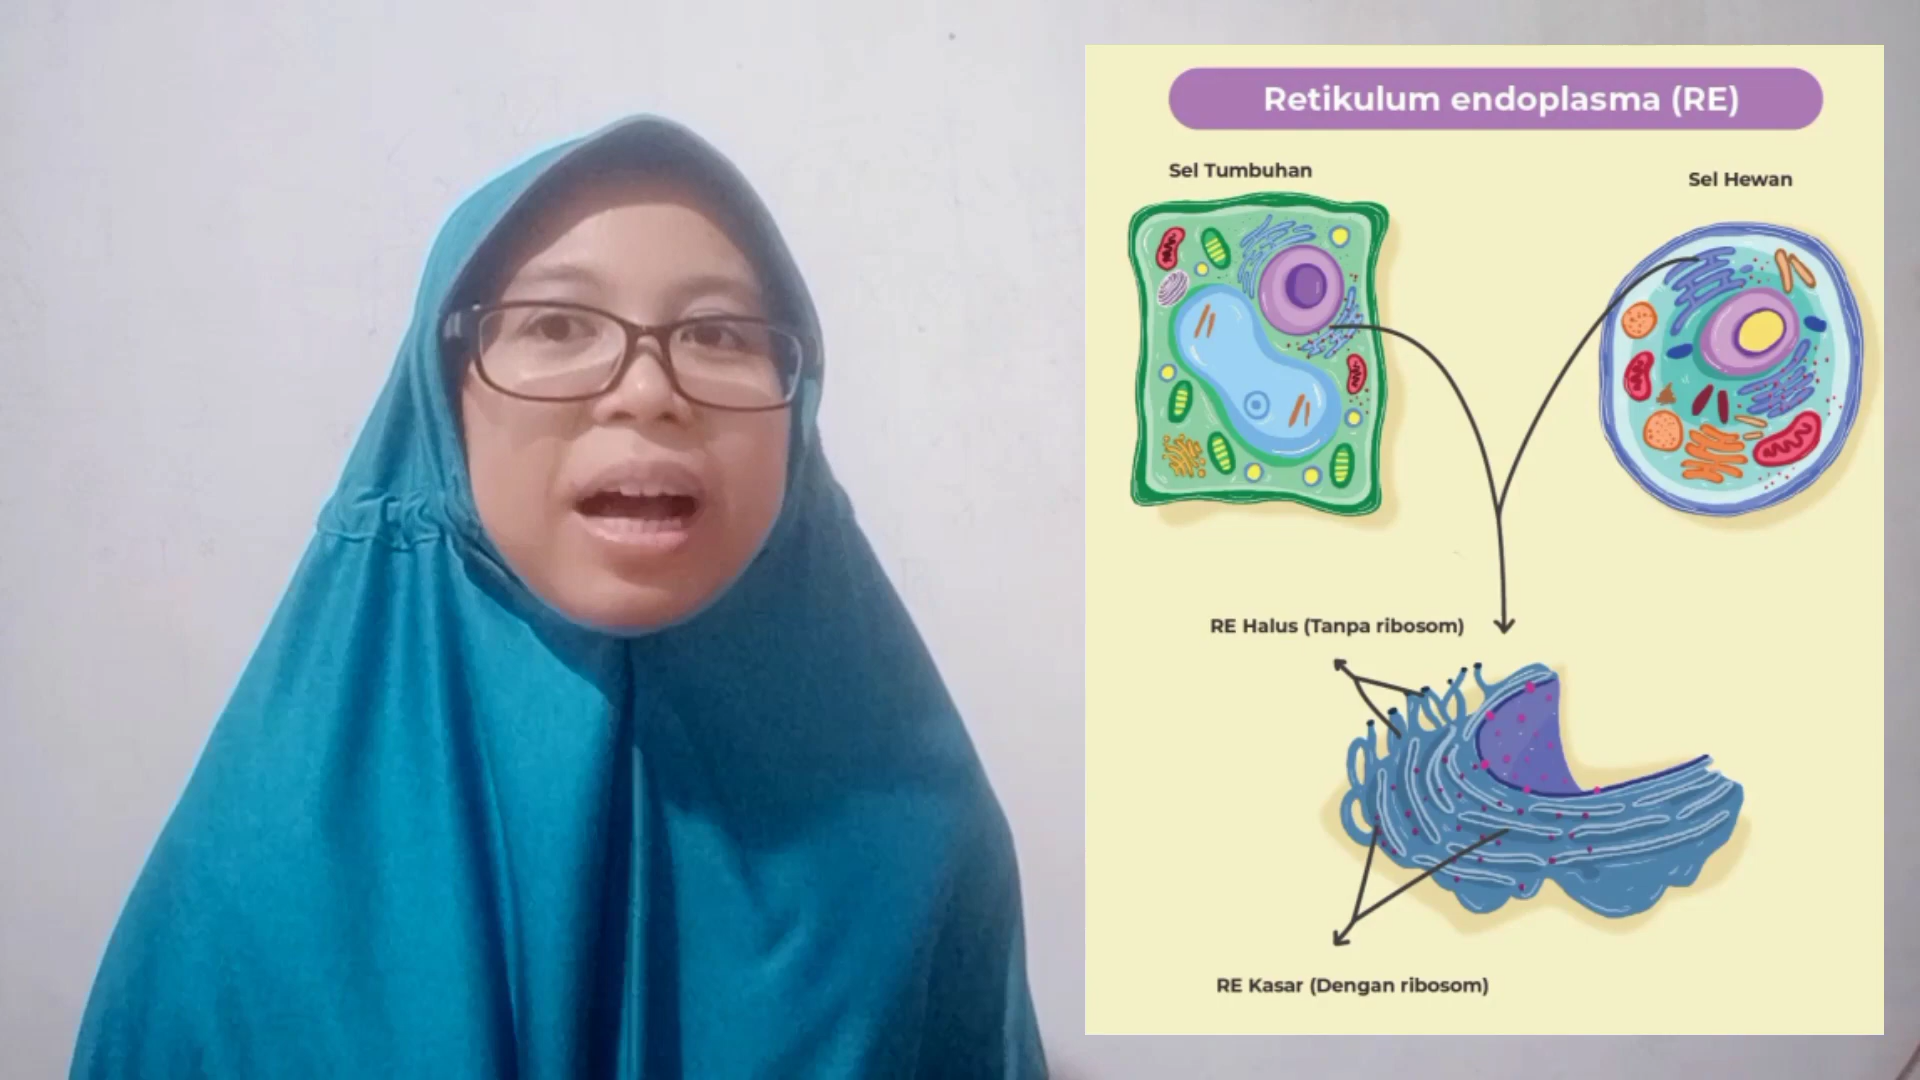 Retikulum endoplasma (RE)
Sel Tumbuhan
Sel Hewan
RE Halus (Tanpa ribosom)
RE Kasar (Dengan ribosom)